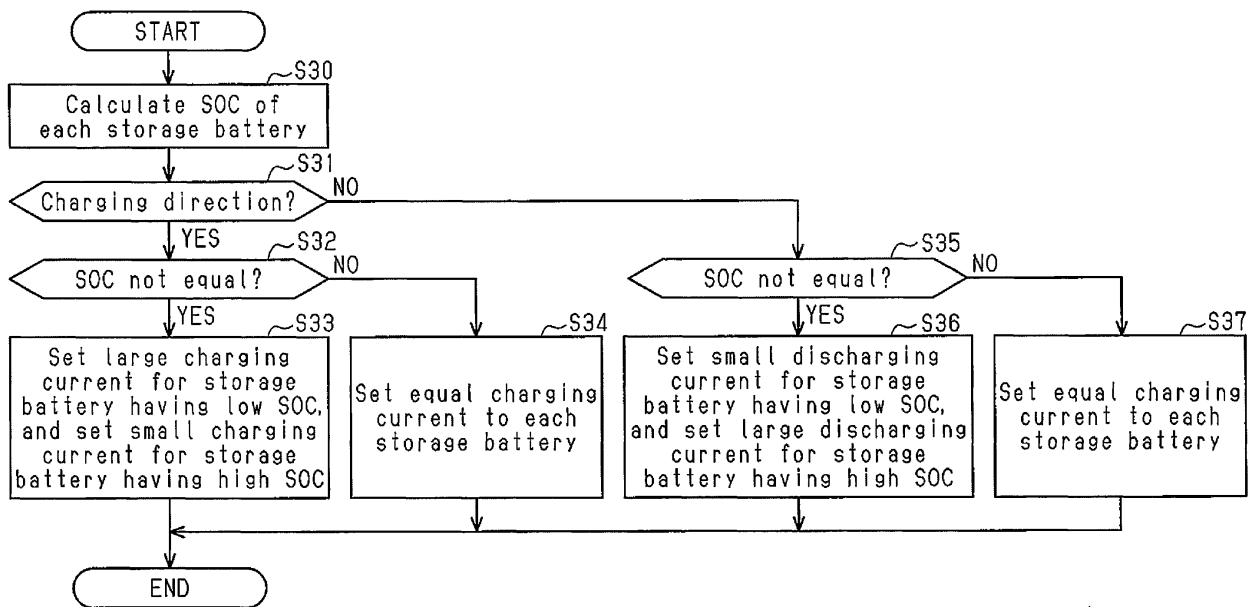 START
S30
Calculate SOC of
each storage battery
S31
Charging direction?
NO
YES
S32
SOC not equal?
NO
YES
S33
Set large charging
current for storage
battery having low SOC,
and set small charging
current for storage
battery having high SOC
S34
Set equal charging
current to each
storage battery
S35
SOC not equal?
NO
YES
S36
Set small discharging
current for storage
battery having low SOC,
and set large discharging
current for storage
battery having high SOC
S37
Set equal charging
current to each
storage battery
END